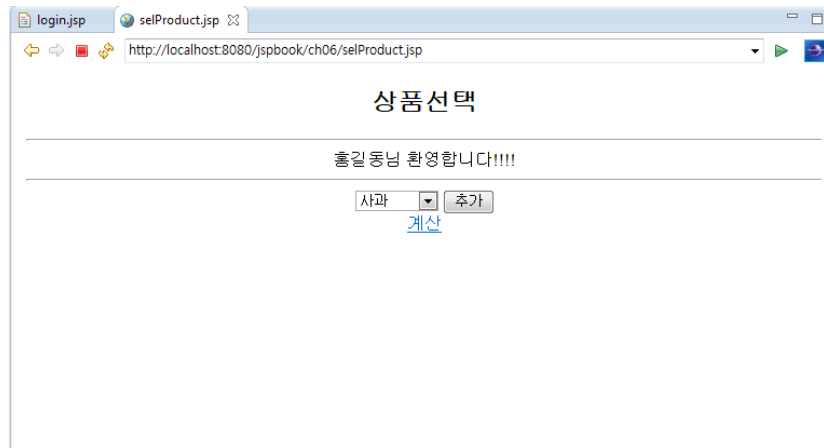 login.jsp
selProduct.jsp
http://localhost:8080/jspbook/ch06/selProduct.jsp
상품선택
홍길동님 환영합니다!!!!
사과 추가
계산